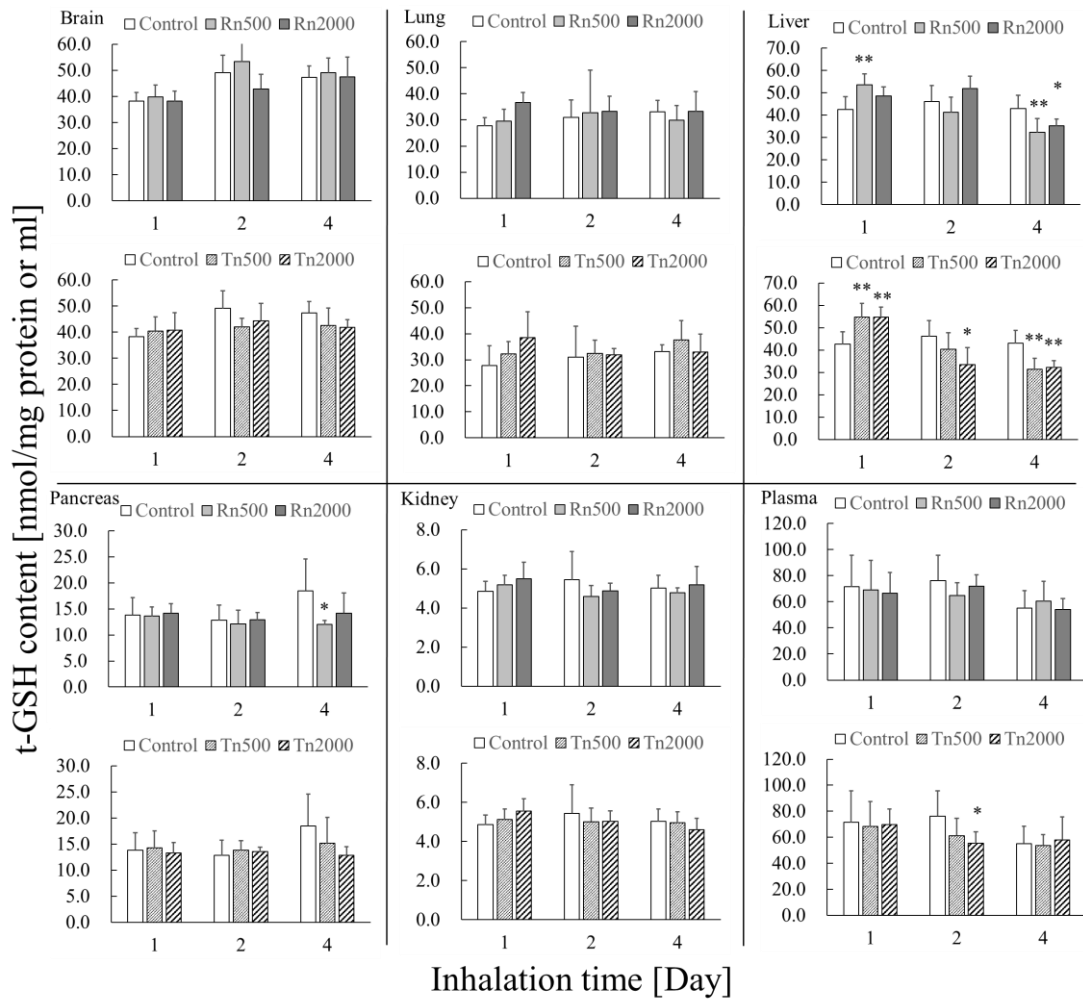 t-GSH content [nmol/mg protein or ml]
Brain
Control Rn500 Rn2000
60.0
50.0
40.0
30.0
20.0
10.0
0.0
1 2 4
Control Tn500 Tn2000
60.0
50.0
40.0
30.0
20.0
10.0
0.0
1 2 4
Lung
Control Rn500 Rn2000
60.0
50.0
40.0
30.0
20.0
10.0
0.0
1 2 4
Control Tn500 Tn2000
60.0
50.0
40.0
30.0
20.0
10.0
0.0
1 2 4
Liver
Control Rn500 Rn2000
70.0
60.0
50.0
40.0
30.0
20.0
10.0
0.0
** ** *
1 2 4
Control Tn500 Tn2000
70.0
60.0
50.0
40.0
30.0
20.0
10.0
0.0
** ** * ** **
1 2 4
Pancreas
Control Rn500 Rn2000
30.0
25.0
20.0
15.0
10.0
5.0
0.0
*
1 2 4
Control Tn500 Tn2000
30.0
25.0
20.0
15.0
10.0
5.0
0.0
1 2 4
Kidney
Control Rn500 Rn2000
8.0
6.0
4.0
2.0
0.0
1 2 4
Control Tn500 Tn2000
8.0
6.0
4.0
2.0
0.0
1 2 4
Plasma
Control Rn500 Rn2000
120.0
100.0
80.0
60.0
40.0
20.0
0.0
1 2 4
Control Tn500 Tn2000
120.0
100.0
80.0
60.0
40.0
20.0
0.0
*
1 2 4
Inhalation time [Day]